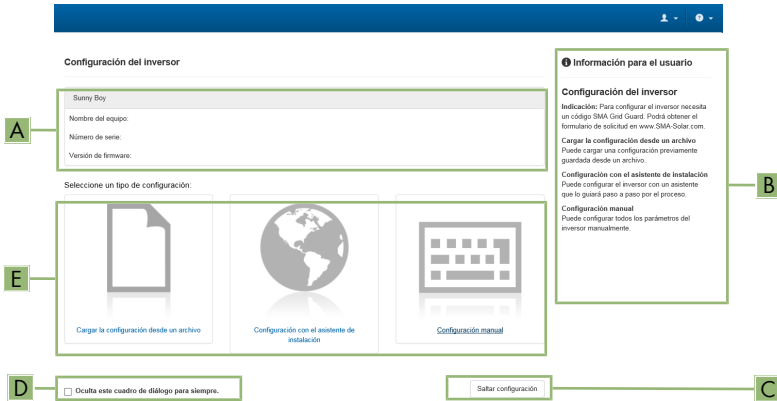 Configuración del inversor
Sunny Boy
Nombre del equipo:
Número de serie:
Versión de firmware:
A
Seleccione un tipo de configuración:
E
Cargar la configuración desde un archivo
Configuración con el asistente de
instalación
Configuración manual
D
Oculta este cuadro de diálogo para siempre.
Saltar configuración
C
Información para el usuario
Configuración del inversor
Indicación: Para configurar el inversor necesita
un código SMA Grid Guard. Podrá obtener el
formulario de solicitud en www.SMA-Solar.com.
Cargar la configuración desde un archivo
Puede cargar una configuración previamente
guardada desde un archivo.
Configuración con el asistente de instalación
Puede configurar el inversor con un asistente
que lo guiará paso a paso por el proceso.
Configuración manual
Puede configurar todos los parámetros del
inversor manualmente.
B